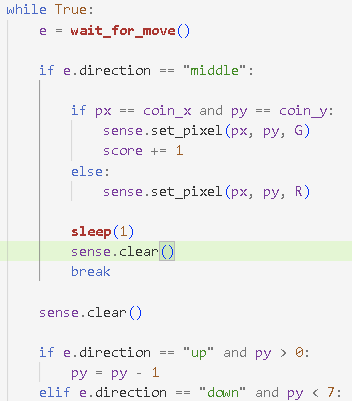 while True:
    e = wait_for_move()

    if e.direction == "middle":

        if px == coin_x and py == coin_y:
            sense.set_pixel(px, py, G)
            score += 1
        else:
            sense.set_pixel(px, py, R)

        sleep(1)
        sense.clear()
        break

    sense.clear()

    if e.direction == "up" and py > 0:
        py = py - 1
    elif e.direction == "down" and py < 7: